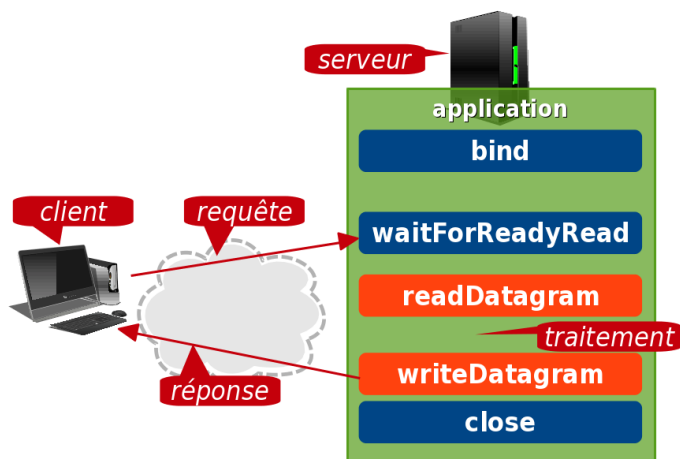 serveur
application
bind
client
requête
waitForReadyRead
readDatagram
traitement
réponse
writeDatagram
close